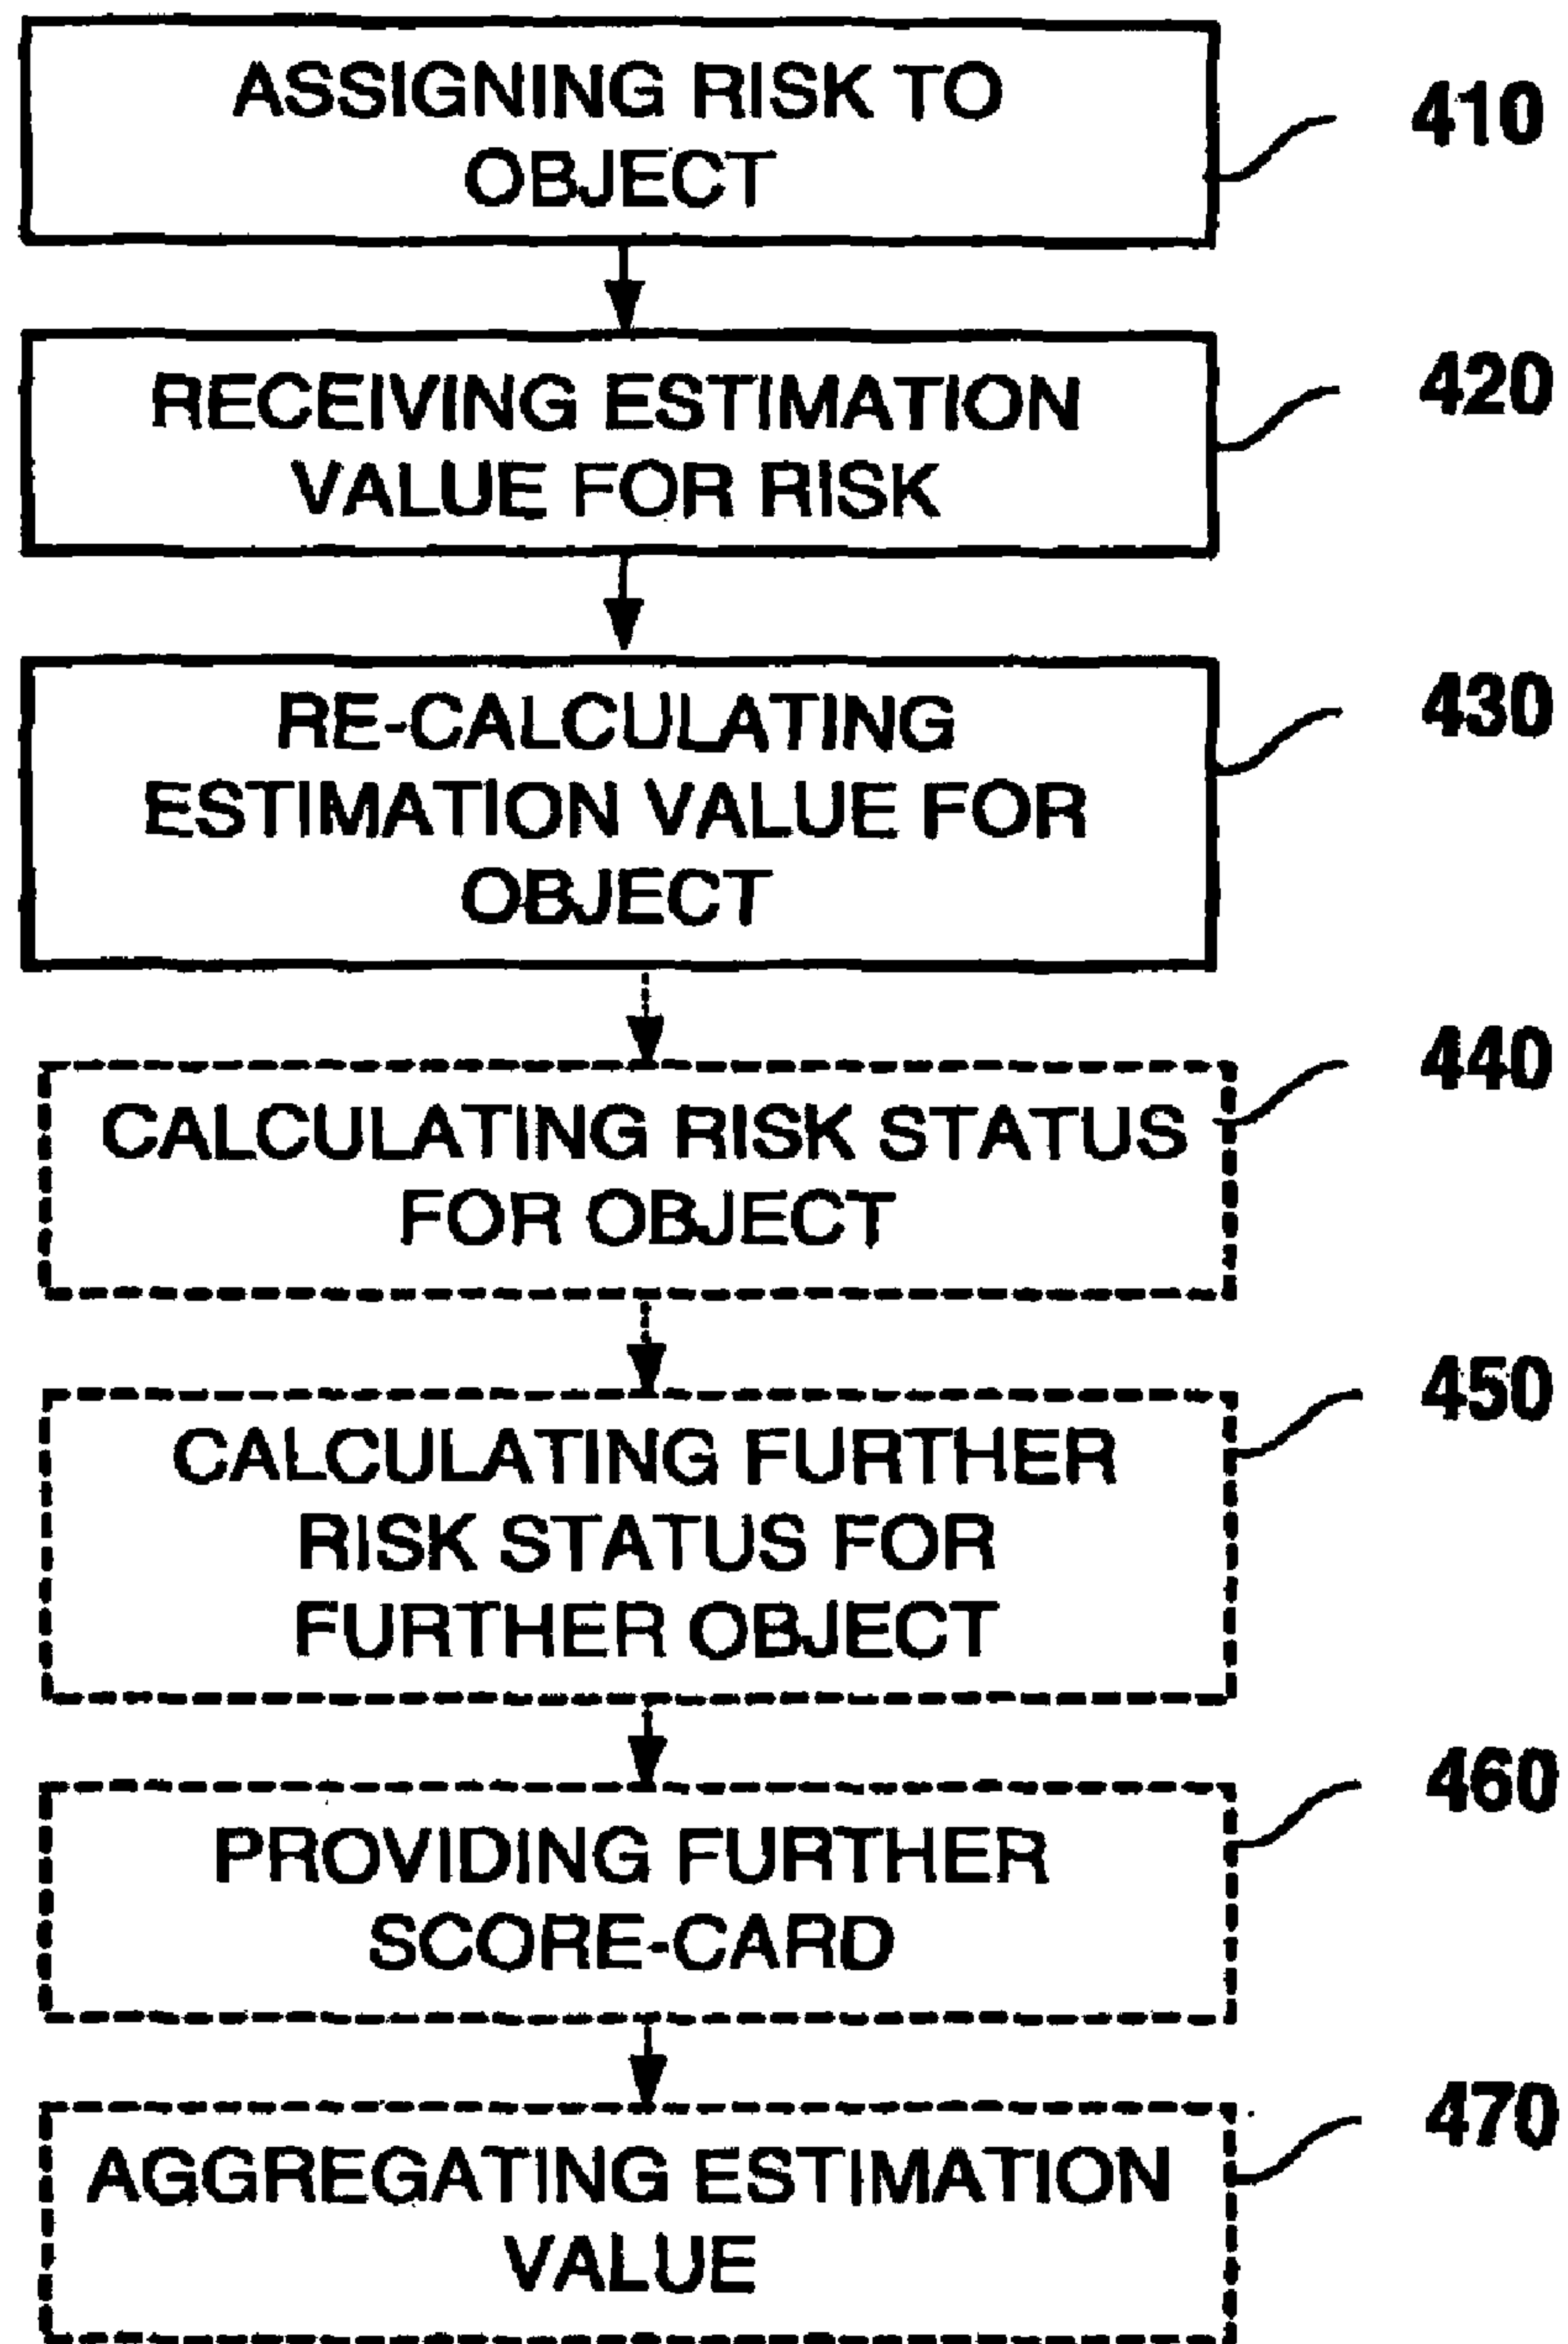 ASSIGNING RISK TO
OBJECT
410
RECEIVING ESTIMATION
VALUE FOR RISK
420
RE-CALCULATING
ESTIMATION VALUE FOR
OBJECT
430
CALCULATING RISK STATUS
FOR OBJECT
440
CALCULATING FURTHER
RISK STATUS FOR
FURTHER OBJECT
450
PROVIDING FURTHER
SCORE-CARD
460
AGGREGATING ESTIMATION
VALUE
470